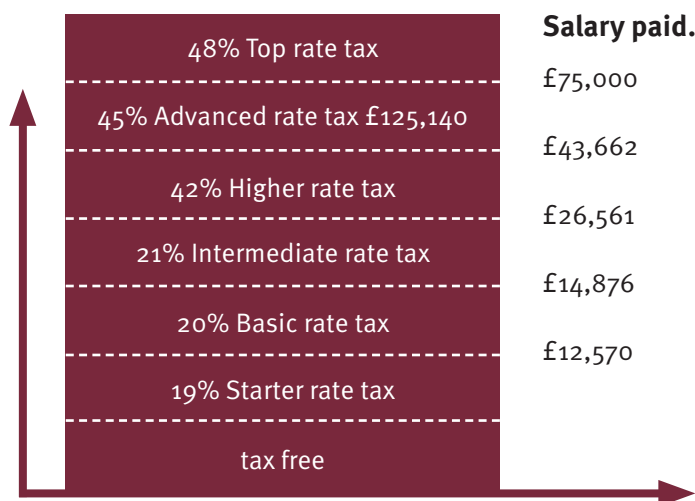 Salary paid.
48% Top rate tax
£75,000
45% Advanced rate tax £125,140
£43,662
42% Higher rate tax
£26,561
21% Intermediate rate tax
£14,876
20% Basic rate tax
£12,570
19% Starter rate tax
tax free